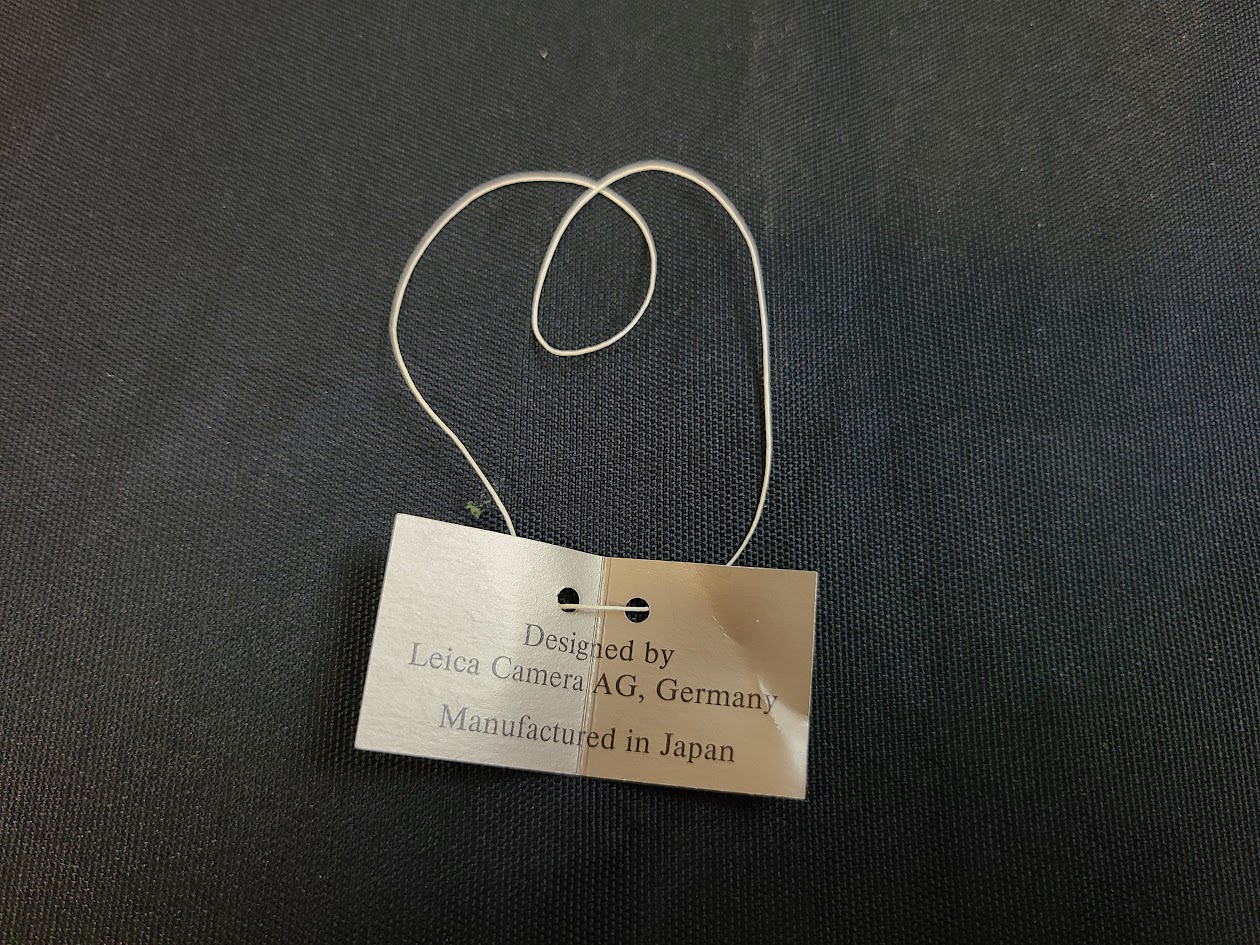 Designed by
Leica Camera AG, Germany
Manufactured in Japan